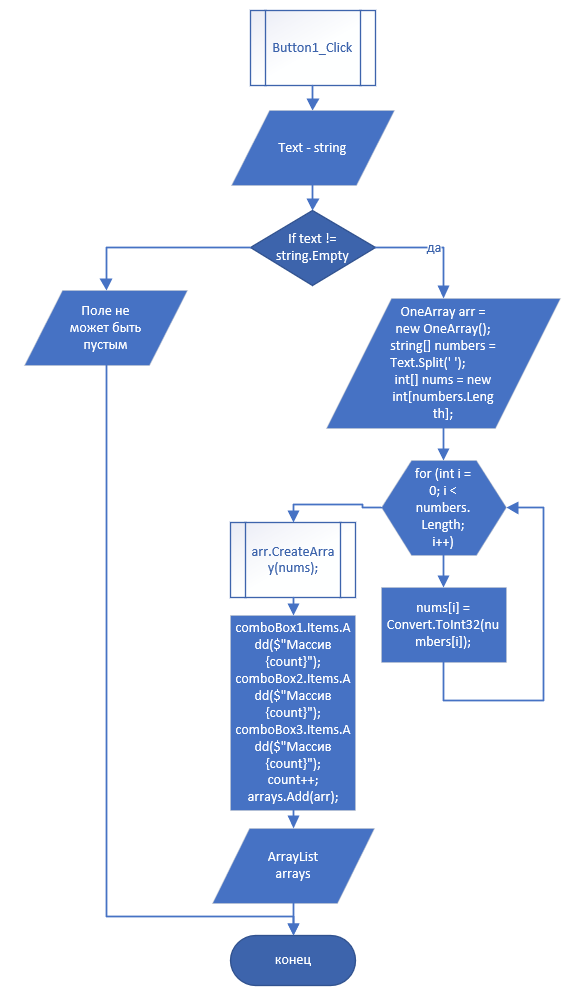 Button1_Click
Text - string
If text !=
string.Empty
да
Поле не
может быть
пустым
OneArray arr =
new OneArray();
string[] numbers =
Text.Split(' ');
int[] nums = new
int[numbers.Leng
th];
for (int i =
0; i <
numbers.
Length;
i++)
arr.CreateArra
y(nums);
nums[i] =
Convert.ToInt32(nu
mbers[i]);
comboBox1.Items.A
dd($"Массив
{count}");
comboBox2.Items.A
dd($"Массив
{count}");
comboBox3.Items.A
dd($"Массив
{count}");
count++;
arrays.Add(arr);
ArrayList
arrays
конец